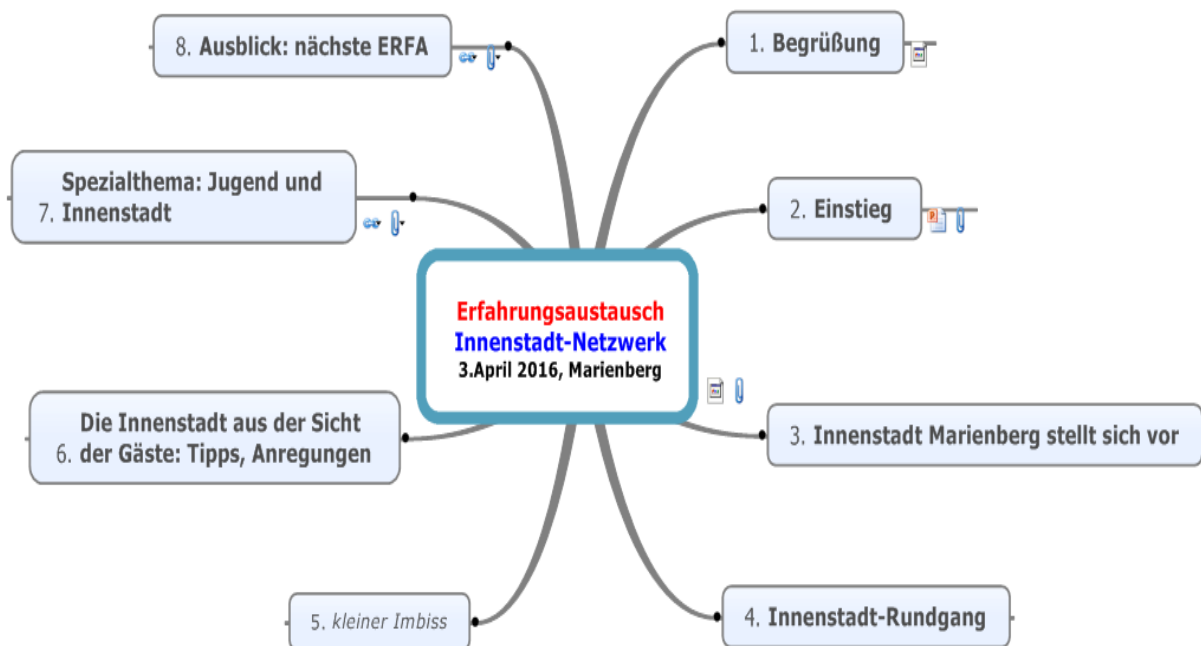 Erfahrungsaustausch
Innenstadt-Netzwerk
3.April 2016, Marienberg
1. Begrüßung
2. Einstieg
3. Innenstadt Marienberg stellt sich vor
4. Innenstadt-Rundgang
5. kleiner Imbiss
Die Innenstadt aus der Sicht
6. der Gäste: Tipps, Anregungen
Spezialthema: Jugend und
7. Innenstadt
8. Ausblick: nächste ERFA